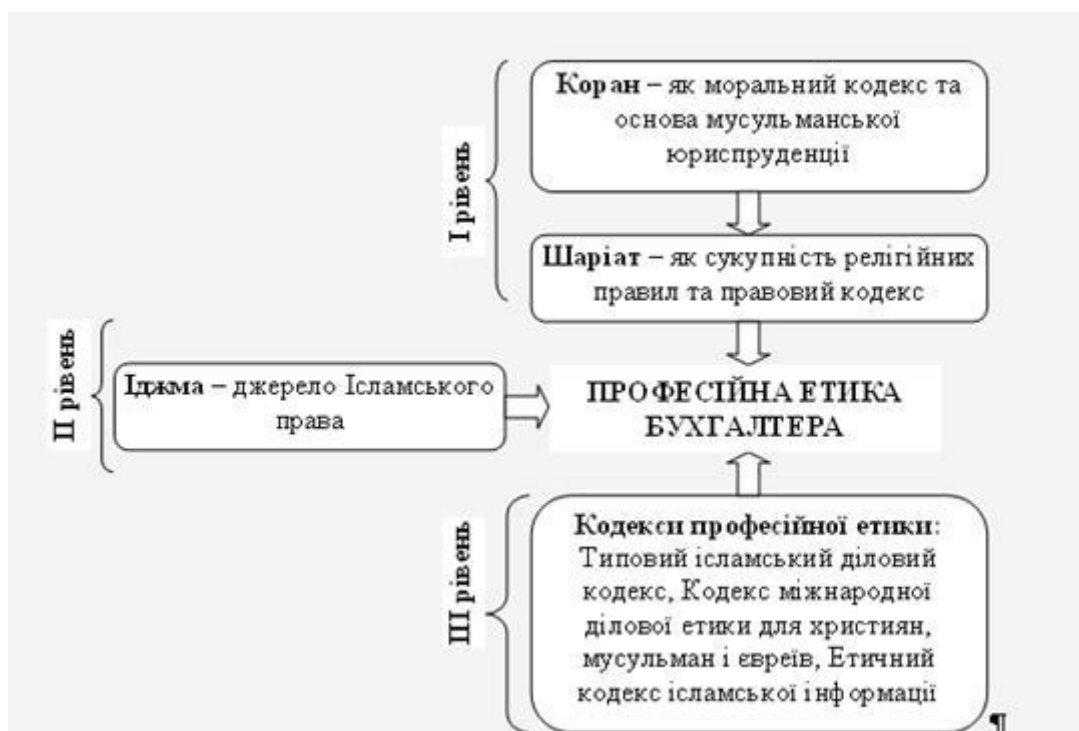 Коран – як моральний кодекс та
основа мусульманської
юриспруденції
І рівень
Шаріат – як сукупність релігійних
правил та правовий кодекс
ІІ рівень
Іджма – джерело Ісламського
права
ПРОФЕСІЙНА ЕТИКА
БУХГАЛТЕРА
ІІІ рівень
Кодекси професійної етики:
Типовий ісламський діловий
кодекс, Кодекс міжнародної
ділової етики для християн,
мусульман і євреїв, Етичний
кодекс ісламської інформації
¶